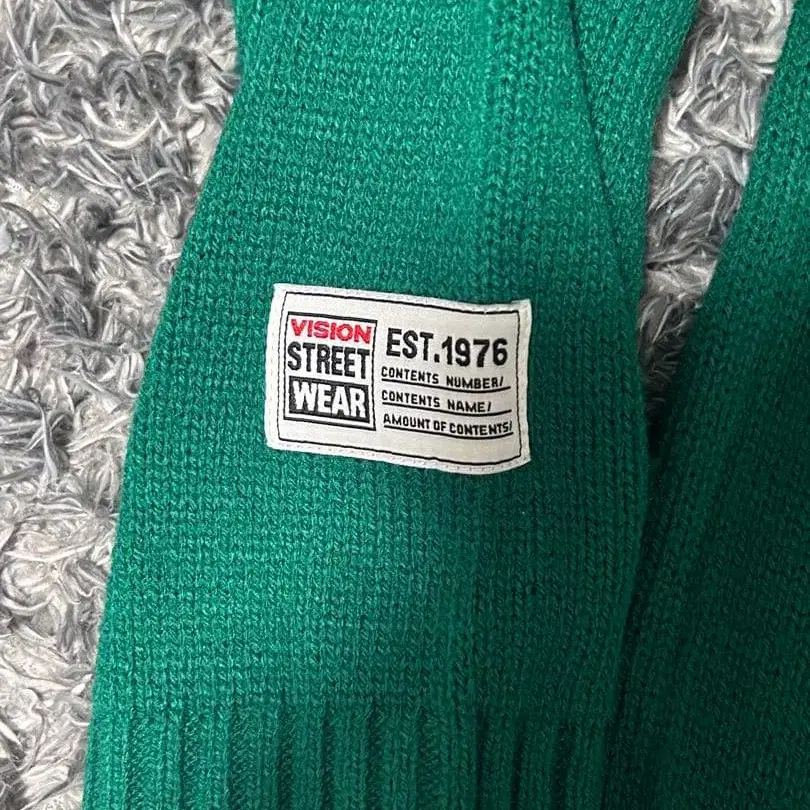 VISION
STREET
WEAR
EST.1976
CONTENTS NUMBER/
CONTENTS NAME/
AMOUNT OF CONTENTS/